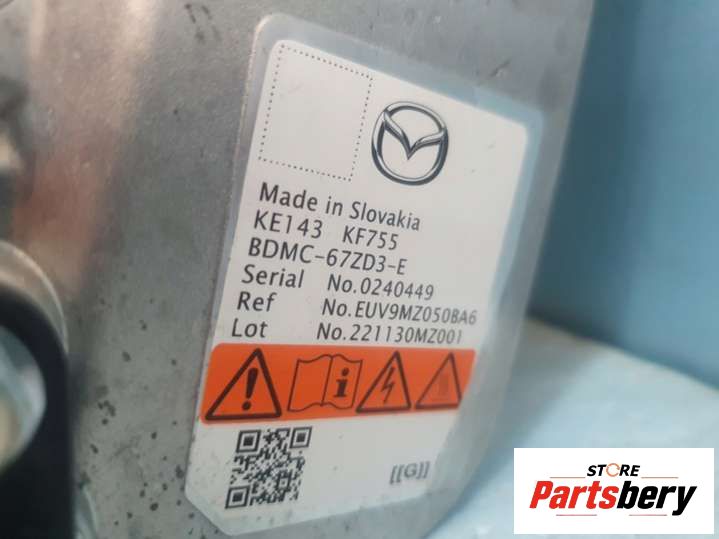 Made in Slovakia
KE143 KF755
BDMC-67ZD3-E
Serial No.0240449
Ref No.EUV9MZ050BA6
Lot No.221130MZ001
[[G]]
STORE
Partsbery